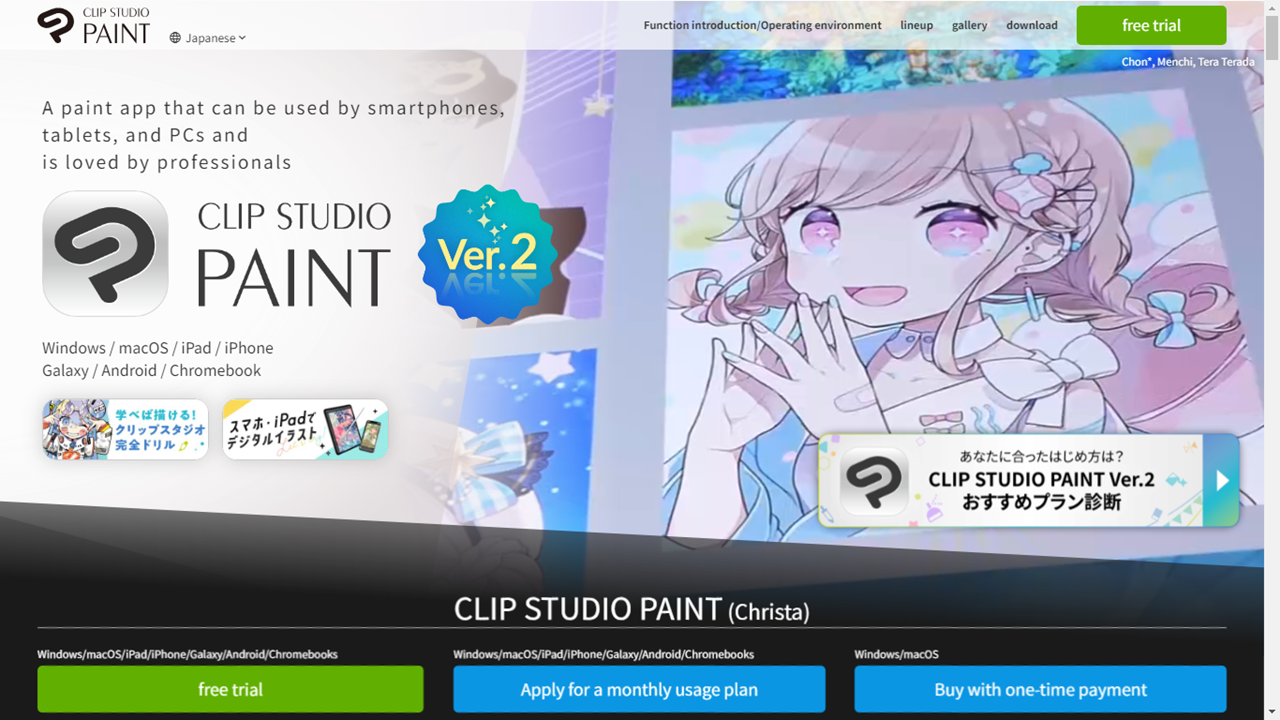 CLIP STUDIO
PAINT
Japanese
Function introduction/Operating environment
lineup
gallery
download
free trial
Chon*, Menchi, Tera Terada
A paint app that can be used by smartphones,
tablets, and PCs and
is loved by professionals
CLIP STUDIO
PAINT
Ver.2
Windows / macOS / iPad / iPhone
Galaxy / Android / Chromebook
学べば描ける!
クリップスタジオ
完全ドリル
スマホ・iPadで
デジタルイラスト
あなたに合ったはじめ方は?
CLIP STUDIO PAINT Ver.2
おすすめプラン診断
CLIP STUDIO PAINT (Christa)
Windows/macOS/iPad/iPhone/Galaxy/Android/Chromebooks
free trial
Windows/macOS/iPad/iPhone/Galaxy/Android/Chromebooks
Apply for a monthly usage plan
Windows/macOS
Buy with one-time payment